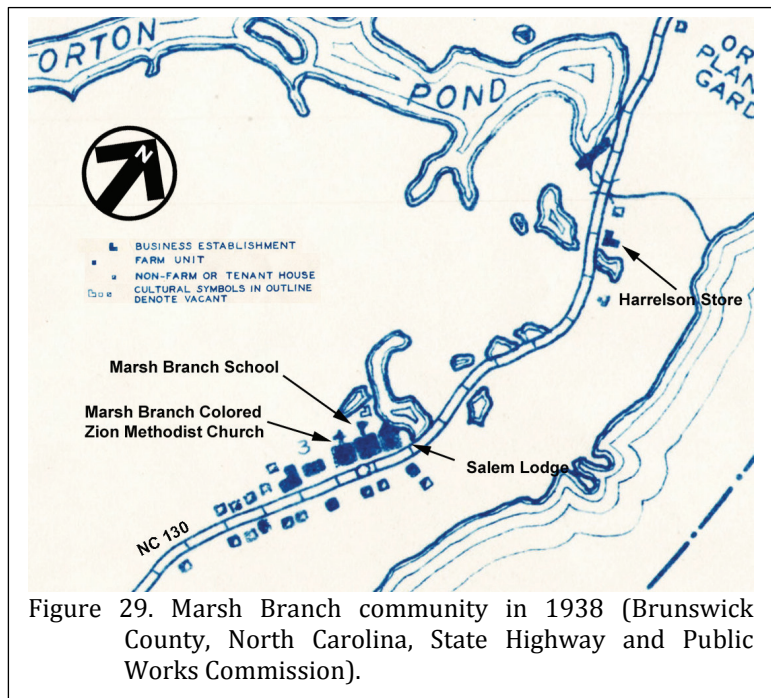 ORTON
POND
OR
PLAN
GARD
N
BUSINESS ESTABLISHMENT
FARM UNIT
NON-FARM OR TENANT HOUSE
CULTURAL SYMBOLS IN OUTLINE
DENOTE VACANT
Harrelson Store
Marsh Branch School
Marsh Branch Colored
Zion Methodist Church
3
Salem Lodge
NC 130
Figure 29. Marsh Branch community in 1938 (Brunswick
County, North Carolina, State Highway and Public
Works Commission).